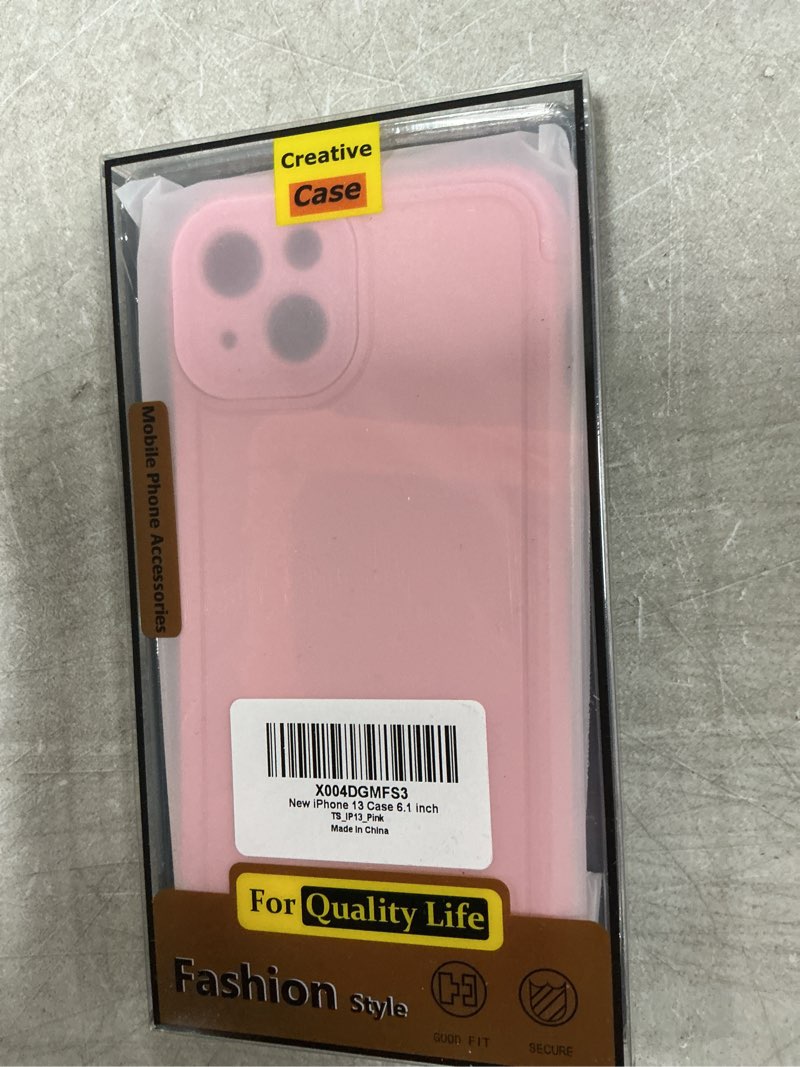 Creative
Case
Mobile Phone Accessories
X004DGMFS3
New iPhone 13 Case 6.1 inch
TS_IP13_Pink
Made In China
For Quality Life
Fashion Style
GOOD FIT
SECURE